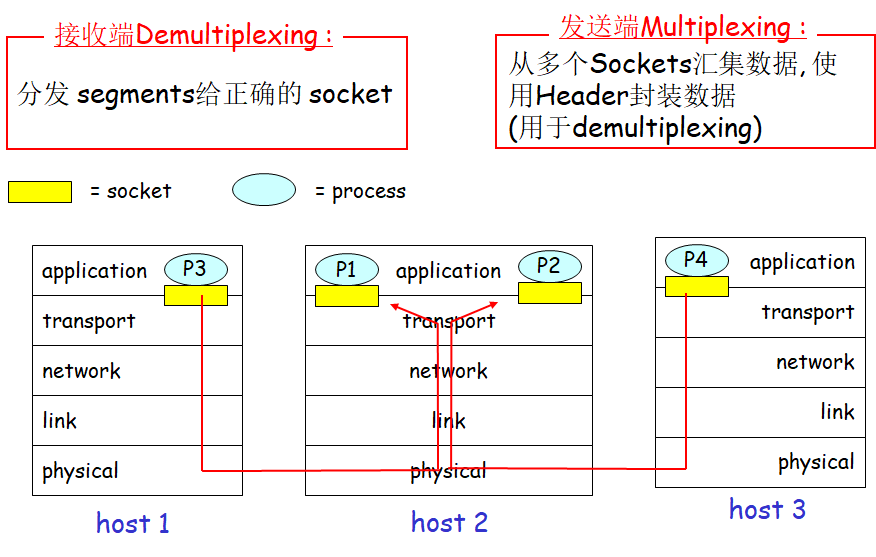 接收端Demultiplexing :
分发 segments给正确的 socket
发送端Multiplexing :
从多个Sockets汇集数据, 使
用Header封装数据
(用于demultiplexing)
= socket
= process
application
P3
transport
network
link
physical
host 1
P1
application
P2
transport
network
link
physical
host 2
P4
application
transport
network
link
physical
host 3